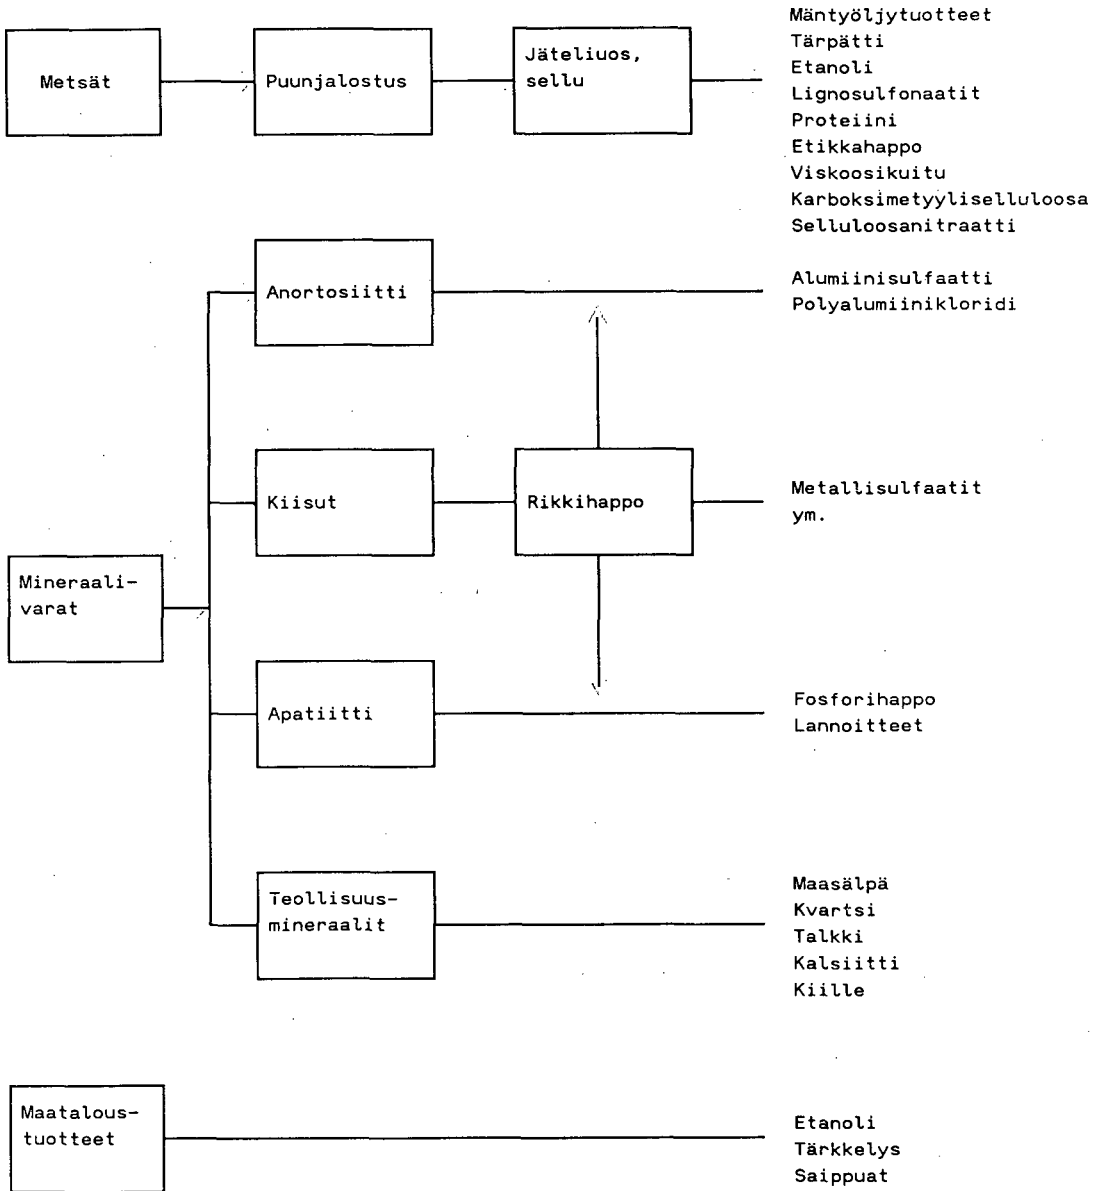 Metsät
Puunjalostus
Jäteliuos,
sellu
Mäntyöljytuotteet
Tärpätti
Etanoli
Lignosulfonaatit
Proteiini
Etikkahappo
Viskoosikuitu
Karboksimetyyliselluloosa
Selluloosanitraatti
Anortosiitti
Alumiinisulfaatti
Polyalumiinikloridi
Kiisut
Rikkihappo
Metallisulfaatit
ym.
Mineraali-
varat
Apatiitti
Fosforihappo
Lannoitteet
Teollisuus-
mineraalit
Maasälpä
Kvartsi
Talkki
Kalsiitti
Kiille
Maatalous-
tuotteet
Etanoli
Tärkkelys
Saippuat